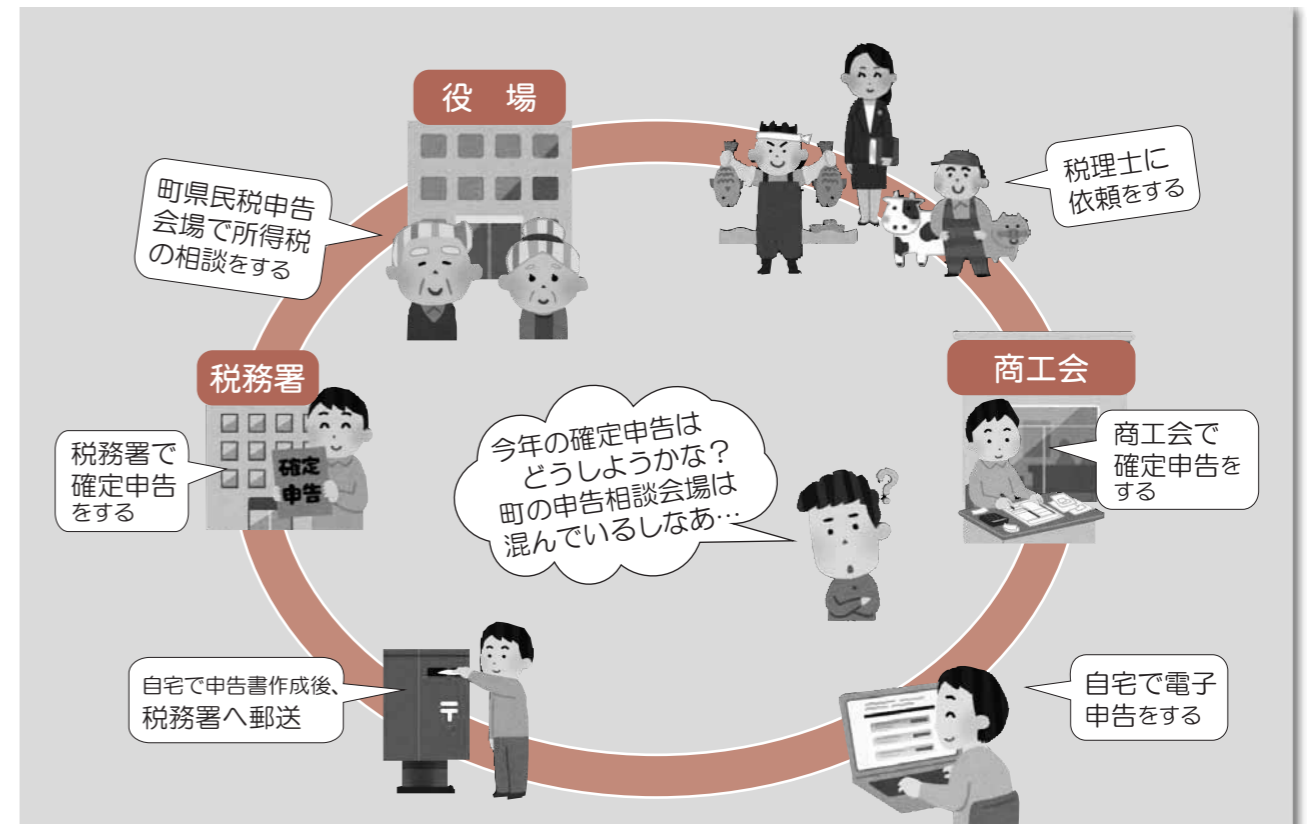 役 場
町県民税申告
会場で所得税
の相談をする
税理士に
依頼をする
税務署
税務署で
確定申告
をする
確定
申告
商工会
商工会で
確定申告を
する
今年の確定申告は
どうしようかな？
町の申告相談会場は
混んでいるしなあ…
?
自宅で申告書作成後、
税務署へ郵送
〒
自宅で電子
申告をする